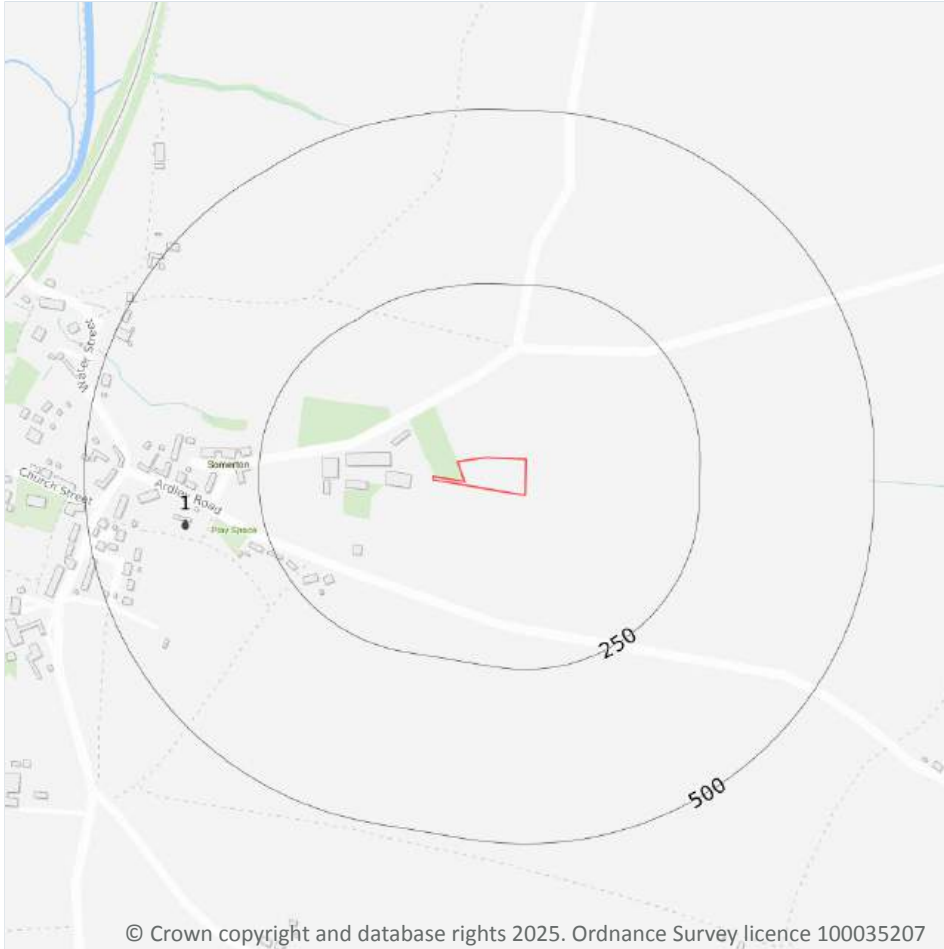 Water Street
Somerton
Church Street
Ardley Road
1
Play Space
250
500
© Crown copyright and database rights 2025. Ordnance Survey licence 100035207